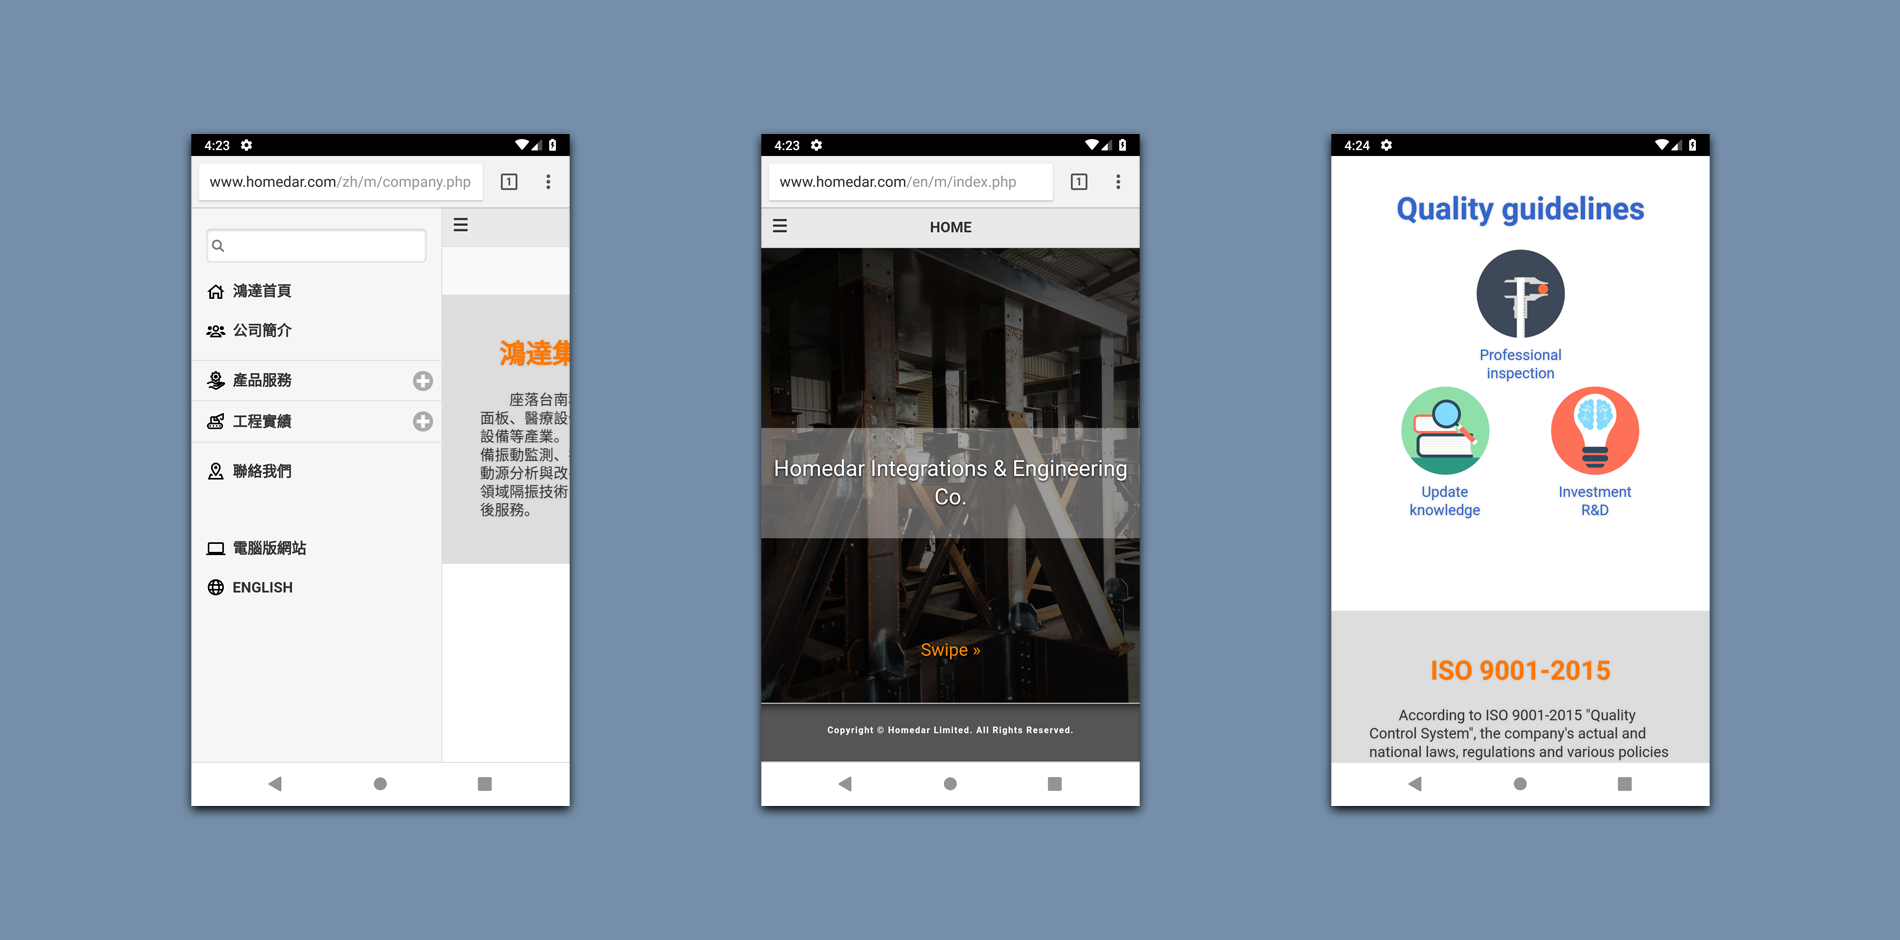 4:23
www.homedar.com/zh/m/company.php
1
鴻達首頁
公司簡介
產品服務
工程實績
聯絡我們
電腦版網站
ENGLISH
鴻達集
座落台南
面板、醫療設
設備等產業。
備振動監測、
動源分析與改
領域隔振技術
後服務。
4:23
www.homedar.com/en/m/index.php
1
HOME
Homedar Integrations & Engineering
Co.
Swipe »
Copyright © Homedar Limited. All Rights Reserved.
4:24
Quality guidelines
Professional
inspection
Update
knowledge
Investment
R&D
ISO 9001-2015
According to ISO 9001-2015 "Quality
Control System", the company's actual and
national laws, regulations and various policies